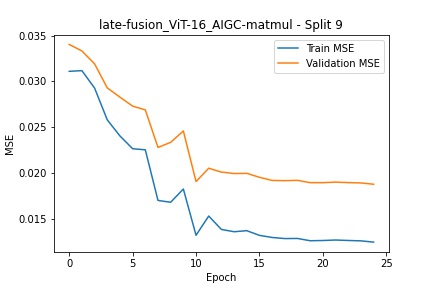 late-fusion_ViT-16_AIGC-matmul - Split 9
Train MSE
Validation MSE
0.035
0.030
0.025
0.020
0.015
MSE
0
5
10
15
20
25
Epoch